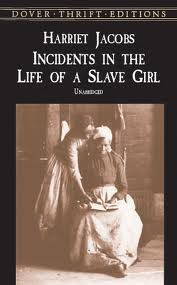 DOVER · THRIFT · EDITIONS
HARRIET JACOBS
INCIDENTS IN THE
LIFE OF A SLAVE GIRL
UNABRIDGED